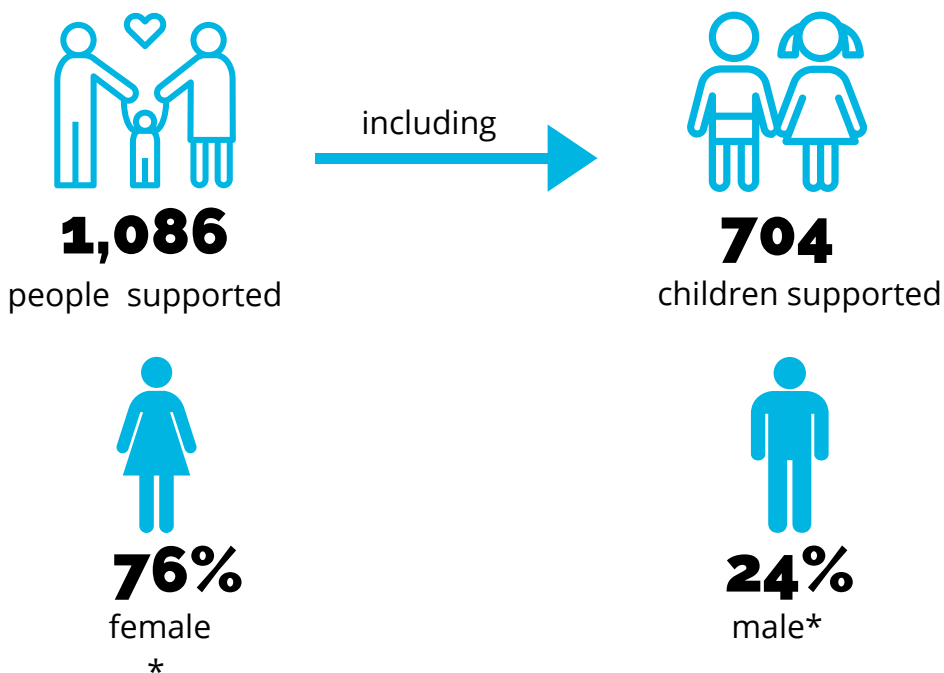 including
1,086
people supported
704
children supported
76%
female
*
24%
male*